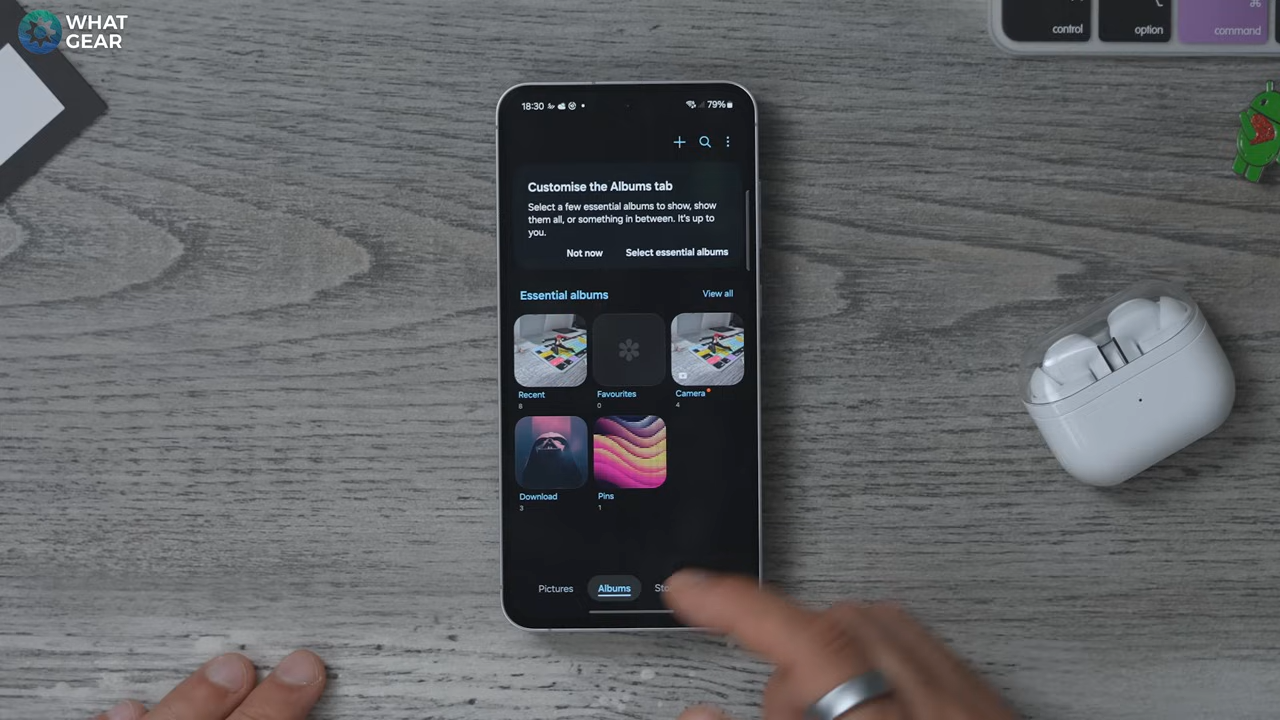 WHAT
GEAR
control
option
command
18:30
79%
Customise the Albums tab
Select a few essential albums to show, show
them all, or something in between. It's up to
you.
Not now
Select essential albums
Essential albums
View all
Recent
8
Favourites
0
Camera
4
Download
3
Pins
1
Pictures
Albums